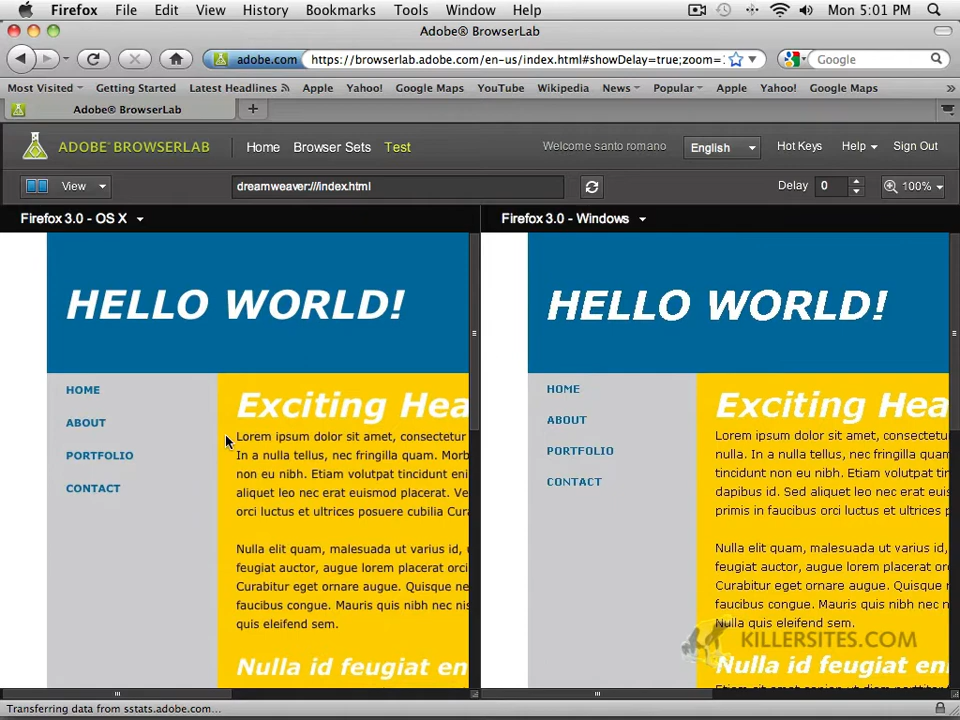 Firefox File Edit View History Bookmarks Tools Window Help Mon 5:01 PM
Adobe® BrowserLab
adobe.com https://browserlab.adobe.com/en-us/index.html#showDelay=true;zoom= Google
Most Visited Getting Started Latest Headlines Apple Yahoo! Google Maps YouTube Wikipedia News Popular Apple Yahoo! Google Maps »
Adobe® BrowserLab +
ADOBE® BROWSERLAB Home Browser Sets Test Welcome santo romano English Hot Keys Help Sign Out
View dreamweaver://index.html Delay 0 100%
Firefox 3.0 - OS X
HELLO WORLD!
HOME
ABOUT
PORTFOLIO
CONTACT
Exciting Hea
Lorem ipsum dolor sit amet, consectetur
In a nulla tellus, nec fringilla quam. Morb
non eu nibh. Etiam volutpat tincidunt eni
aliquet leo nec erat euismod placerat. Ve
orci luctus et ultrices posuere cubilia Cura
Nulla elit quam, malesuada ut varius id,
feugiat auctor, augue lorem placerat orci
Curabitur eget ornare augue. Quisque ne
faucibus congue. Mauris quis nibh nec nis
quis eleifend sem.
Nulla id feugiat en
Firefox 3.0 - Windows
HELLO WORLD!
HOME
ABOUT
PORTFOLIO
CONTACT
Exciting Hea
Lorem ipsum dolor sit amet, consectetu
nulla. In a nulla tellus, nec fringilla qua
tincidunt enim, nec malesuada velit act
dapibus id. Sed aliquet leo nec erat euis
primis in faucibus orci luctus et ultrices p
Nulla elit quam, malesuada ut varius id,
feugiat auctor, augue lorem placerat orc
Curabitur eget ornare augue. Quisque n
faucibus congue. Mauris quis nibh nec n
Nulla quis eleifend sem.
Nulla id feugiat en
KILLERSITES.COM
Transferring data from sstats.adobe.com...